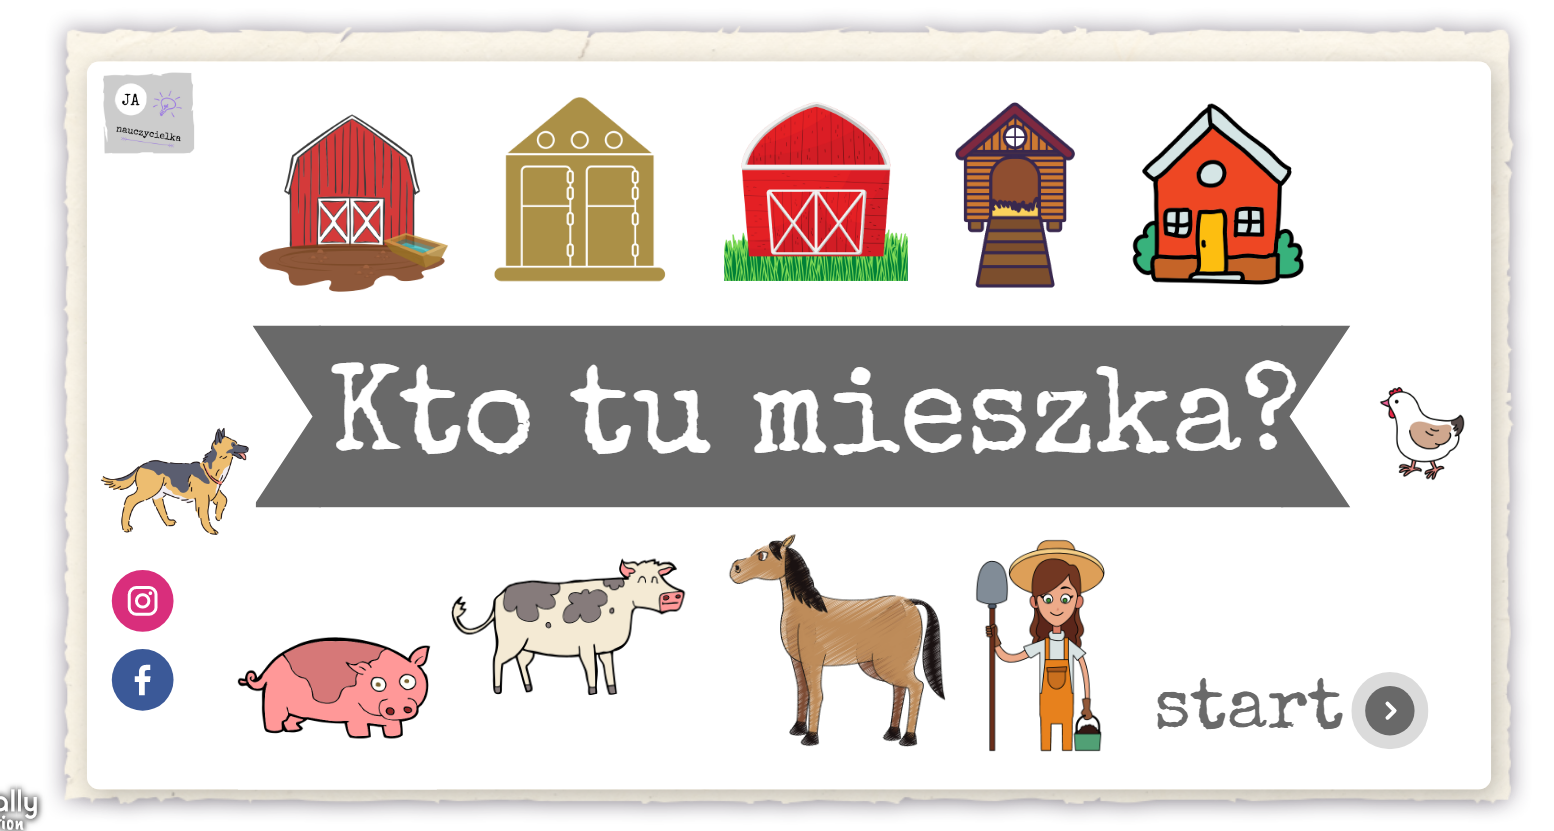 JA
nauczycielka
Kto tu mieszka?
start